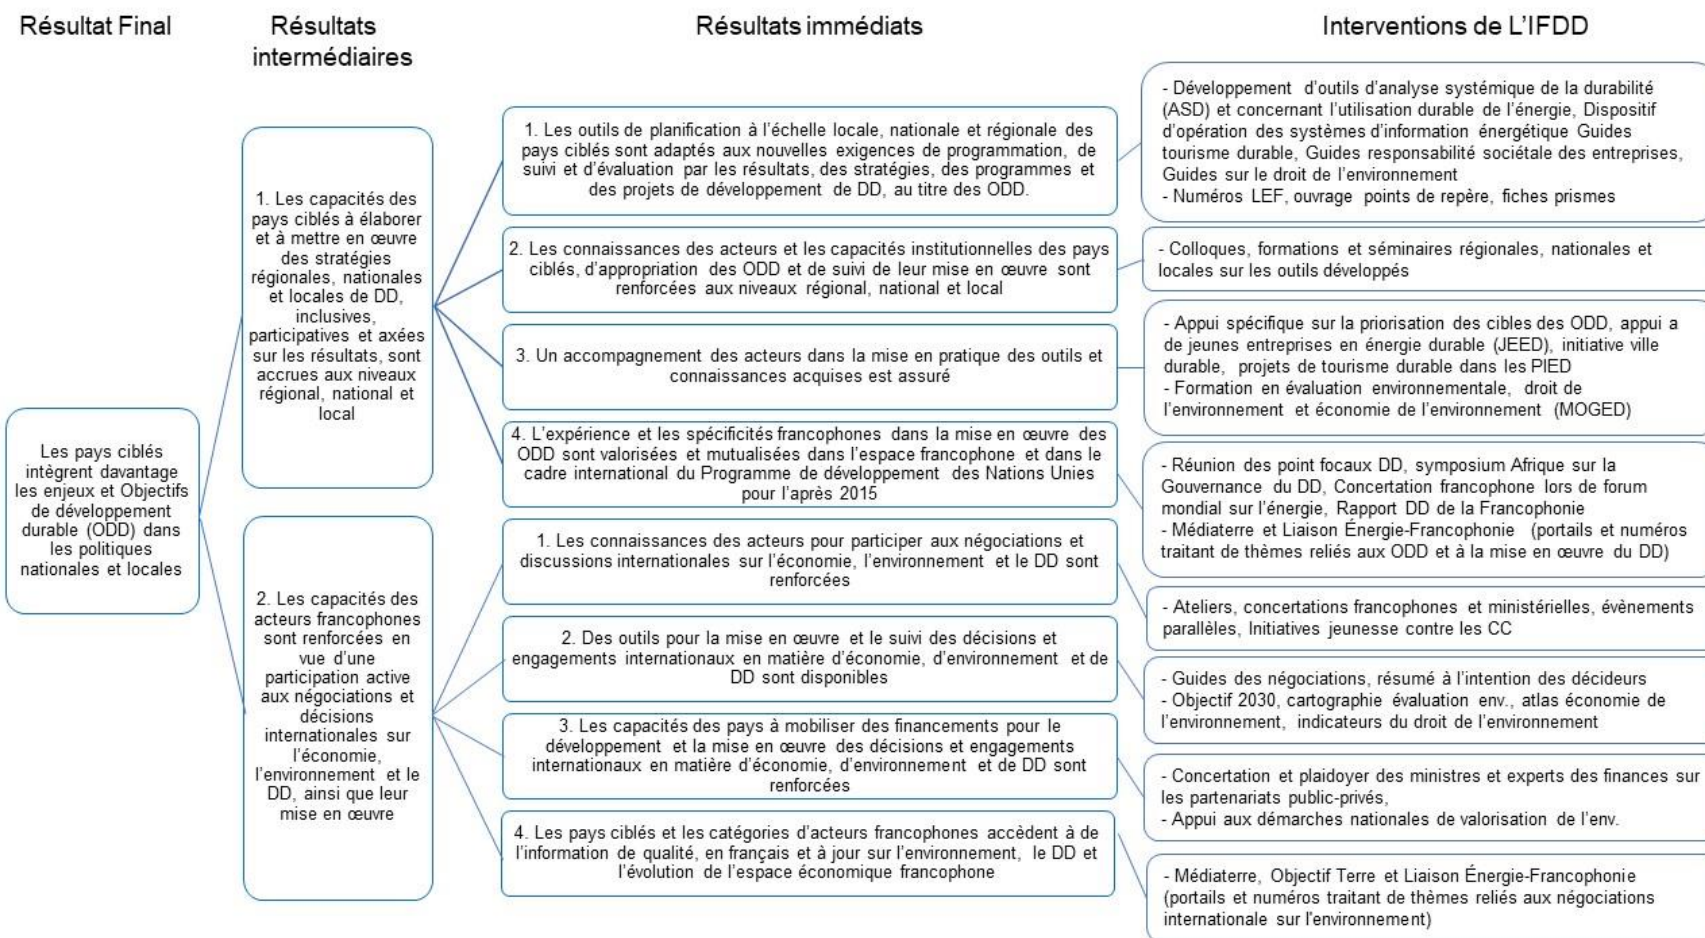 Résultat Final
Résultats
intermédiaires
Résultats immédiats
Interventions de L'IFDD
Les pays ciblés
intègrent davantage
les enjeux et Objectifs
de développement
durable (ODD) dans
les politiques
nationales et locales
1. Les capacités des
pays ciblés à élaborer
et à mettre en œuvre
des stratégies
régionales, nationales
et locales de DD,
inclusives,
participatives et axées
sur les résultats, sont
accrues aux niveaux
régional, national et
local
2. Les capacités des
acteurs francophones
sont renforcées en
vue d'une
participation active
aux négociations et
décisions
internationales sur
l'économie,
l'environnement et le
DD, ainsi que leur
mise en œuvre
1. Les outils de planification à l'échelle locale, nationale et régionale des
pays ciblés sont adaptés aux nouvelles exigences de programmation, de
suivi et d'évaluation par les résultats, des stratégies, des programmes et
des projets de développement de DD, au titre des ODD.
2. Les connaissances des acteurs et les capacités institutionnelles des pays
ciblés, d'appropriation des ODD et de suivi de leur mise en œuvre sont
renforcées aux niveaux régional, national et local
3. Un accompagnement des acteurs dans la mise en pratique des outils et
connaissances acquises est assuré
4. L'expérience et les spécificités francophones dans la mise en œuvre des
ODD sont valorisées et mutualisées dans l'espace francophone et dans le
cadre international du Programme de développement des Nations Unies
pour l'après 2015
1. Les connaissances des acteurs pour participer aux négociations et
discussions internationales sur l'économie, l'environnement et le DD sont
renforcées
2. Des outils pour la mise en œuvre et le suivi des décisions et
engagements internationaux en matière d'économie, d'environnement et de
DD sont disponibles
3. Les capacités des pays à mobiliser des financements pour le
développement et la mise en œuvre des décisions et engagements
internationaux en matière d'économie, d'environnement et de DD sont
renforcées
4. Les pays ciblés et les catégories d'acteurs francophones accèdent à de
l'information de qualité, en français et à jour sur l'environnement, le DD et
l'évolution de l'espace économique francophone
- Développement d'outils d'analyse systémique de la durabilité
(ASD) et concernant l'utilisation durable de l'énergie, Dispositif
d'opération des systèmes d'information énergétique Guides
tourisme durable, Guides responsabilité sociétale des entreprises,
Guides sur le droit de l'environnement
- Numéros LEF, ouvrage points de repère, fiches prismes
- Colloques, formations et séminaires régionales, nationales et
locales sur les outils développés
- Appui spécifique sur la priorisation des cibles des ODD, appui a
de jeunes entreprises en énergie durable (JEED), initiative ville
durable, projets de tourisme durable dans les PIED
- Formation en évaluation environnementale, droit de
l'environnement et économie de l'environnement (MOGED)
- Réunion des point focaux DD, symposium Afrique sur la
Gouvernance du DD, Concertation francophone lors de forum
mondial sur l'énergie, Rapport DD de la Francophonie
- Médiaterre et Liaison Énergie-Francophonie (portails et numéros
traitant de thèmes reliés aux ODD et à la mise en œuvre du DD)
- Ateliers, concertations francophones et ministérielles, évènements
parallèles, Initiatives jeunesse contre les CC
- Guides des négociations, résumé à l'intention des décideurs
- Objectif 2030, cartographie évaluation env., atlas économie de
l'environnement, indicateurs du droit de l'environnement
- Concertation et plaidoyer des ministres et experts des finances sur
les partenariats public-privés,
- Appui aux démarches nationales de valorisation de l'env.
- Médiaterre, Objectif Terre et Liaison Énergie-Francophonie
(portails et numéros traitant de thèmes reliés aux négociations
internationale sur l'environnement)